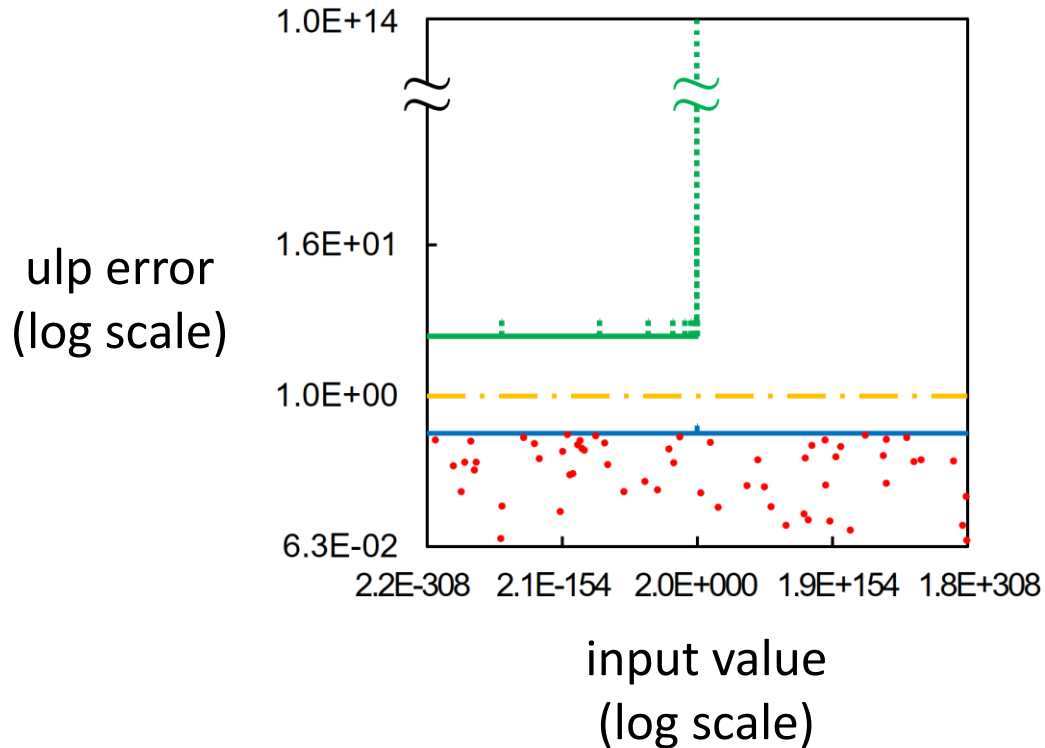 1.0E+14
1.6E+01
ulp error
(log scale)
1.0E+00
6.3E-02
2.2E-308 2.1E-154 2.0E+000 1.9E+154 1.8E+308
input value
(log scale)